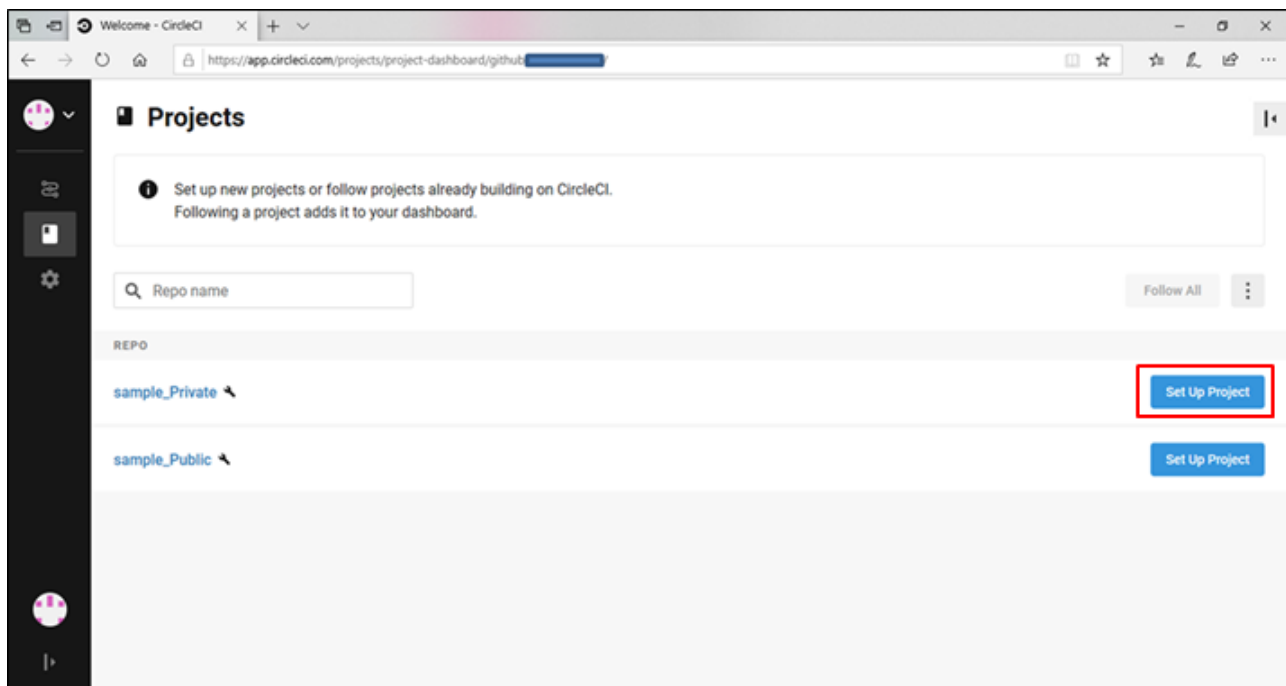 Welcome - CircleCI
https://app.circleci.com/projects/project-dashboard/github
/
Projects
Set up new projects or follow projects already building on CircleCI.
Following a project adds it to your dashboard.
Repo name
Follow All
REPO
sample_Private
Set Up Project
sample_Public
Set Up Project